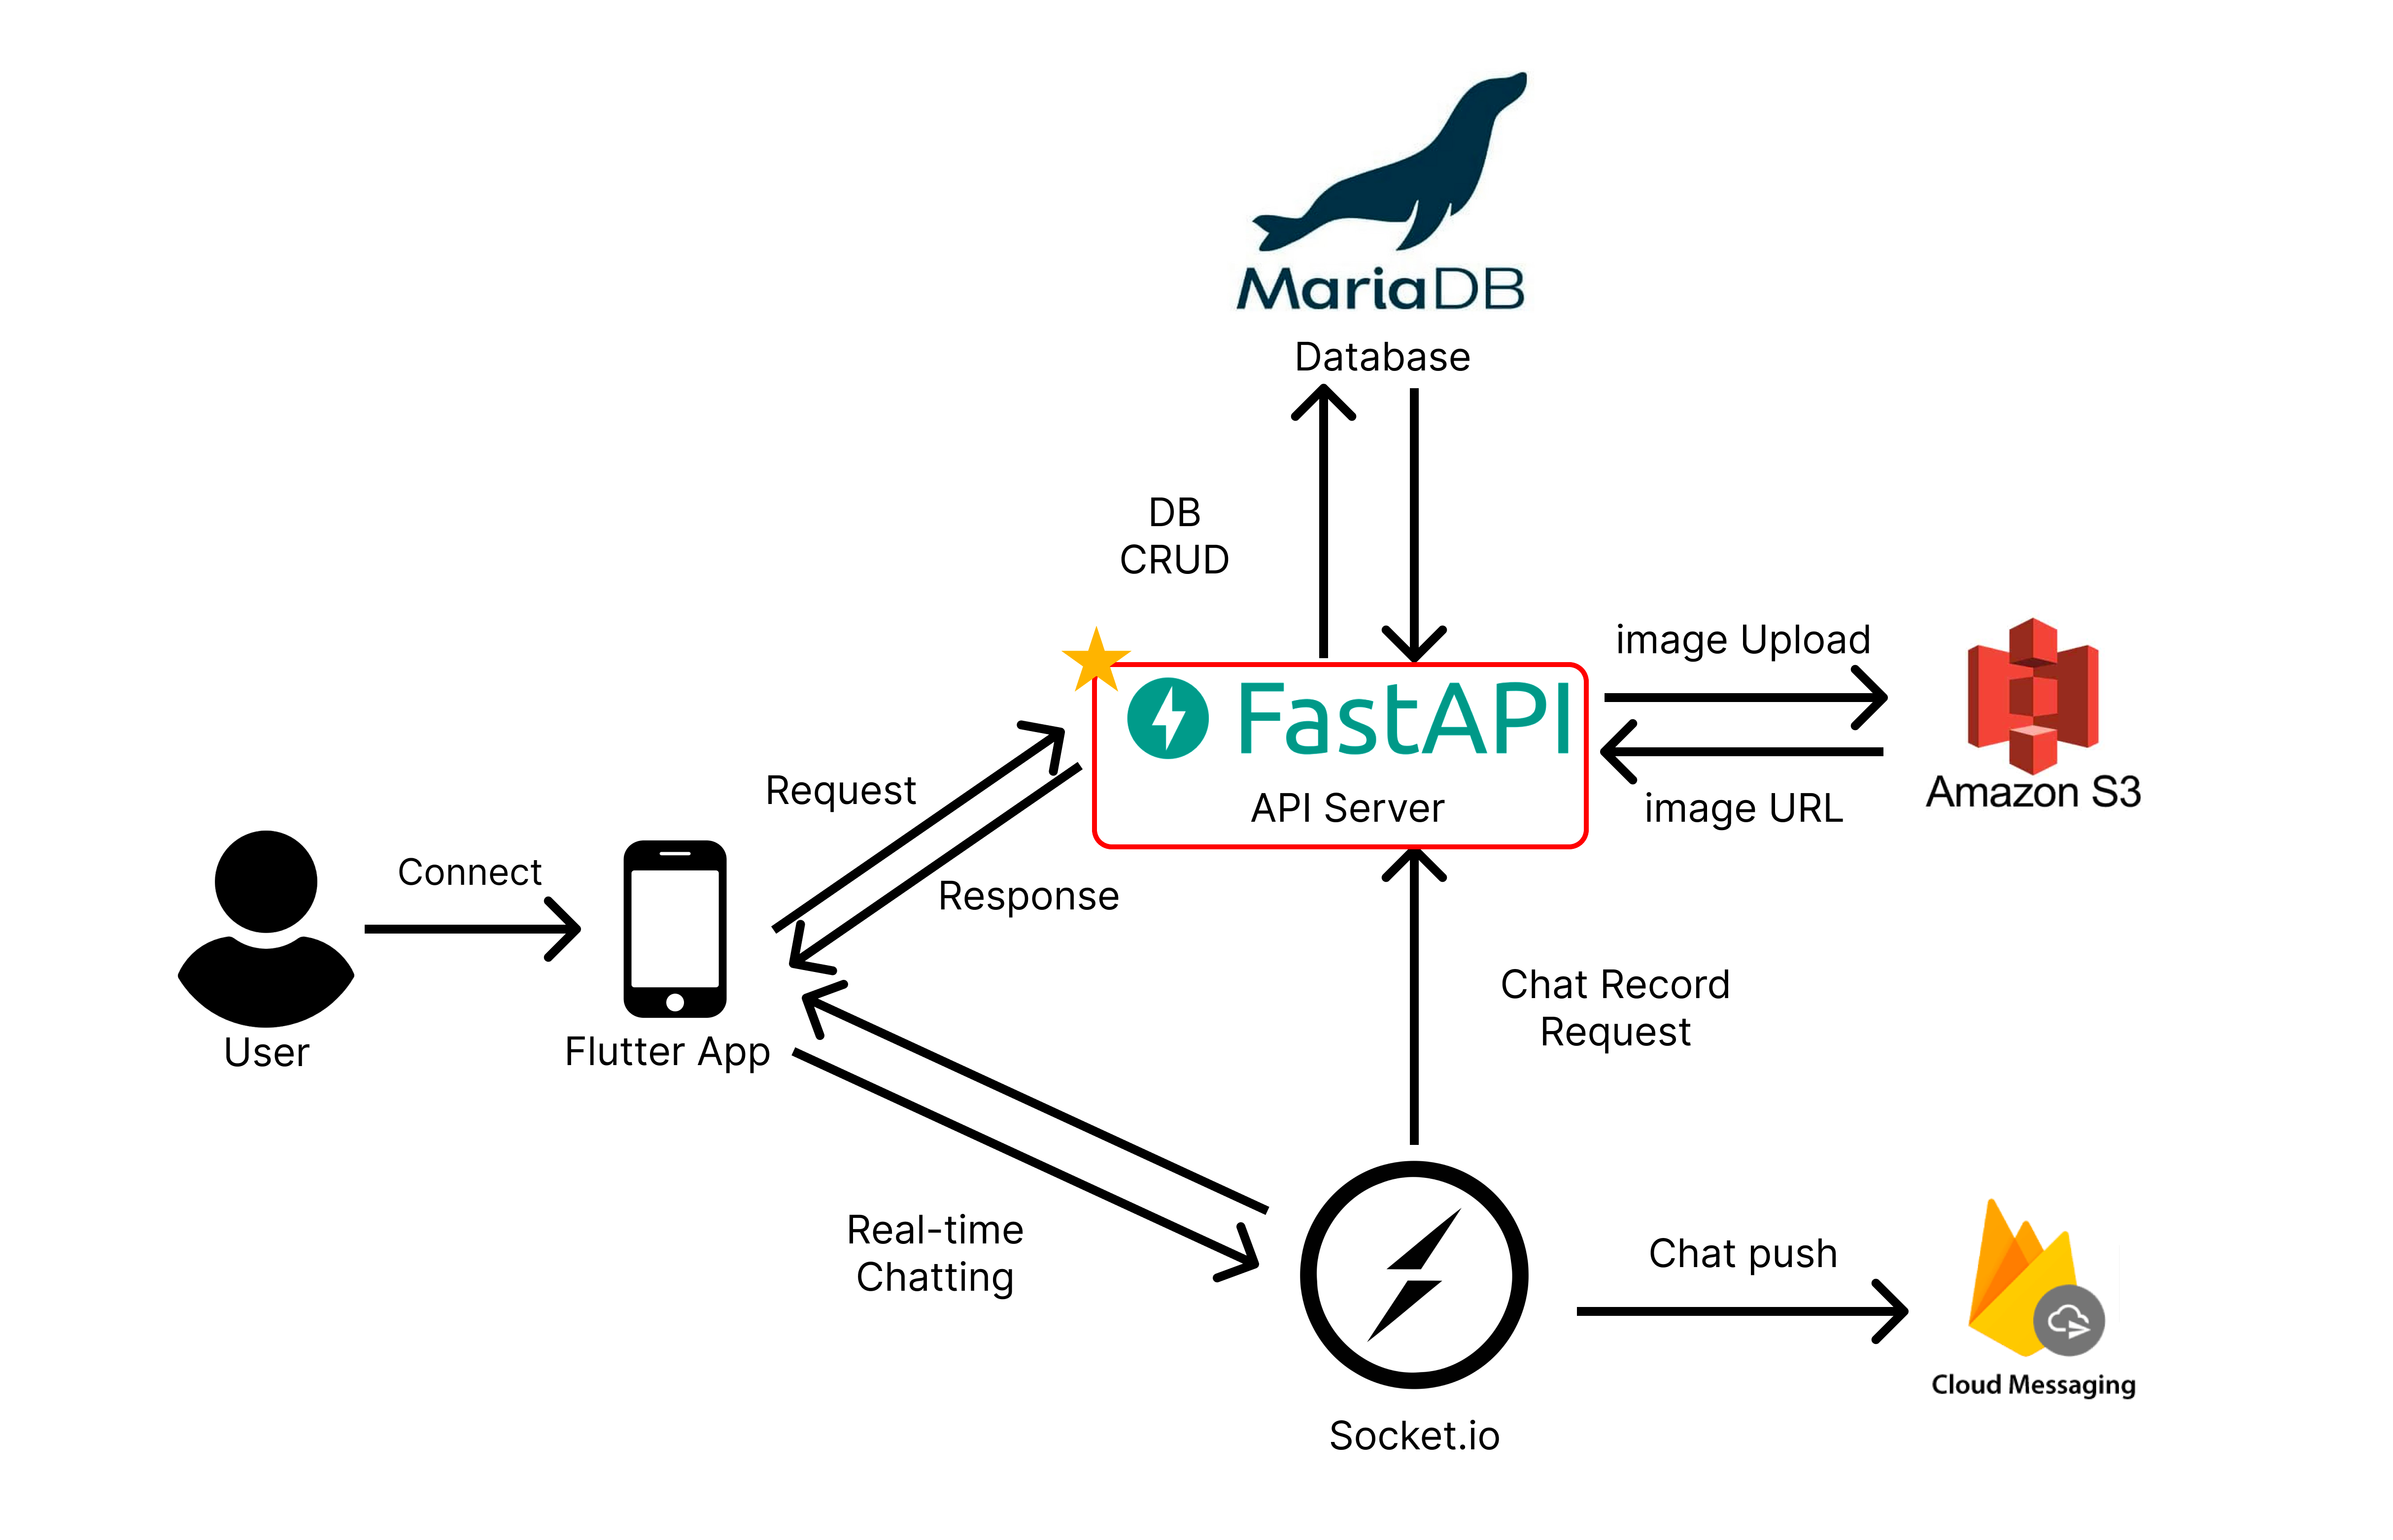 MariaDB
Database
DB
CRUD
image Upload
FastAPI
API Server
Amazon S3
image URL
Request
Response
Connect
User
Flutter App
Chat Record
Request
Real-time
Chatting
Chat push
Cloud Messaging
Socket.io